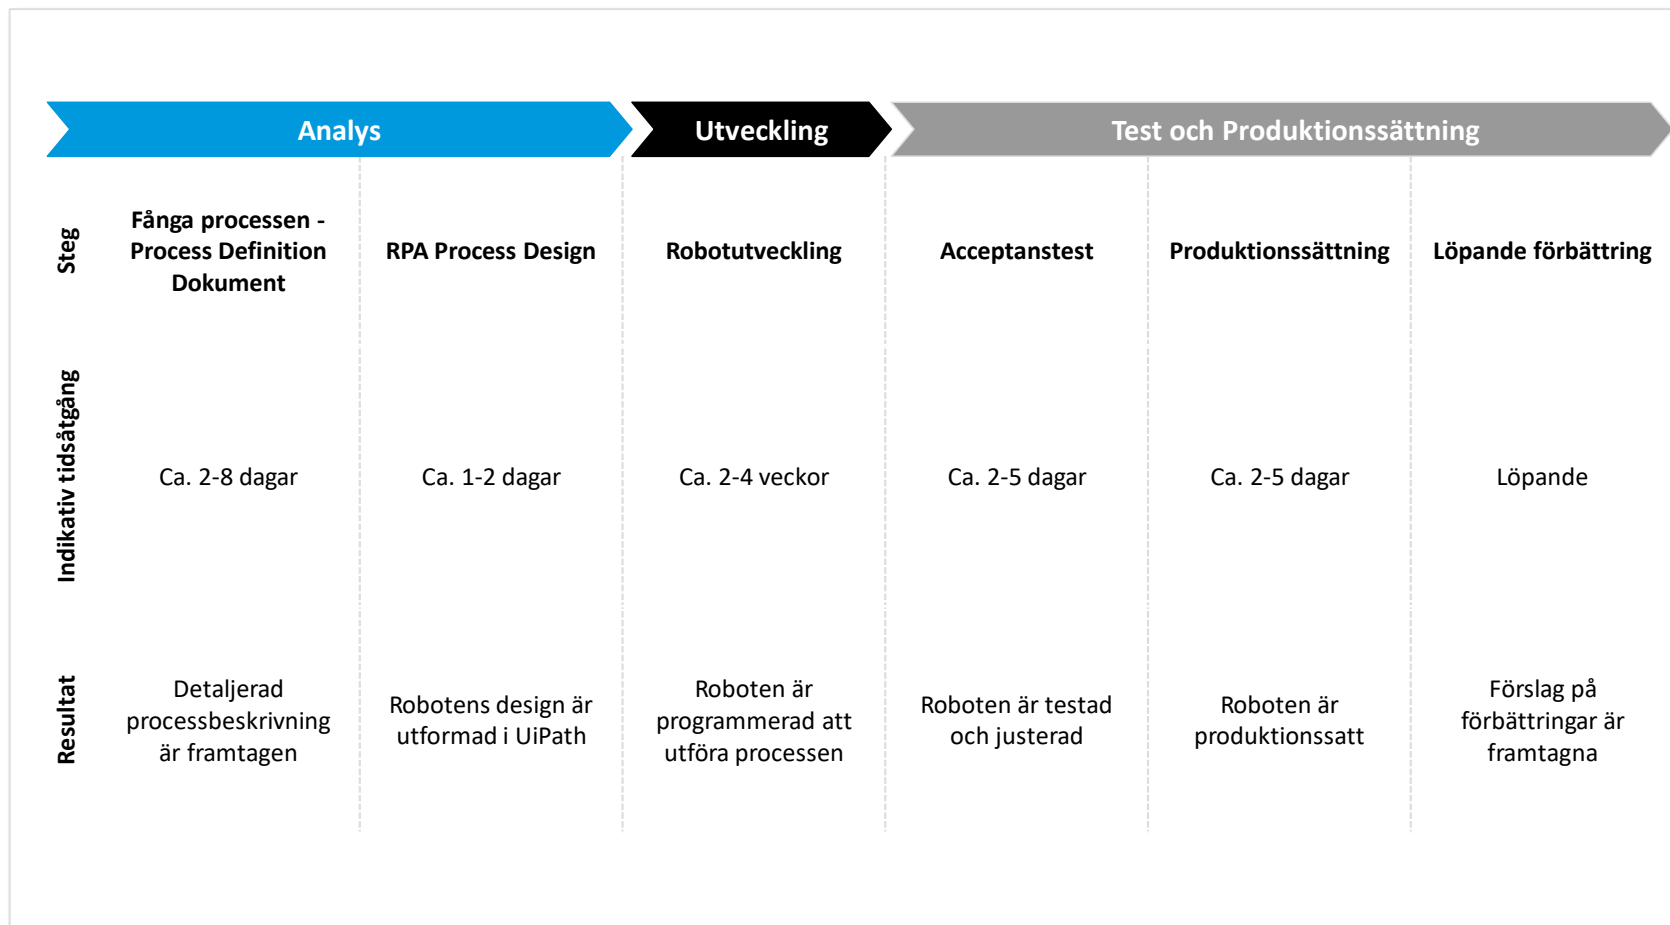 Analys
Utveckling
Test och Produktionssättning
Steg
Fånga processen -
Process Definition
Dokument
RPA Process Design
Robotutveckling
Acceptanstest
Produktionssättning
Löpande förbättring
Indikativ tidsåtgång
Ca. 2-8 dagar
Ca. 1-2 dagar
Ca. 2-4 veckor
Ca. 2-5 dagar
Ca. 2-5 dagar
Löpande
Resultat
Detaljerad
processbeskrivning
är framtagen
Robotens design är
utformad i UiPath
Roboten är
programmerad att
utföra processen
Roboten är testad
och justerad
Roboten är
produktionssatt
Förslag på
förbättringar är
framtagna